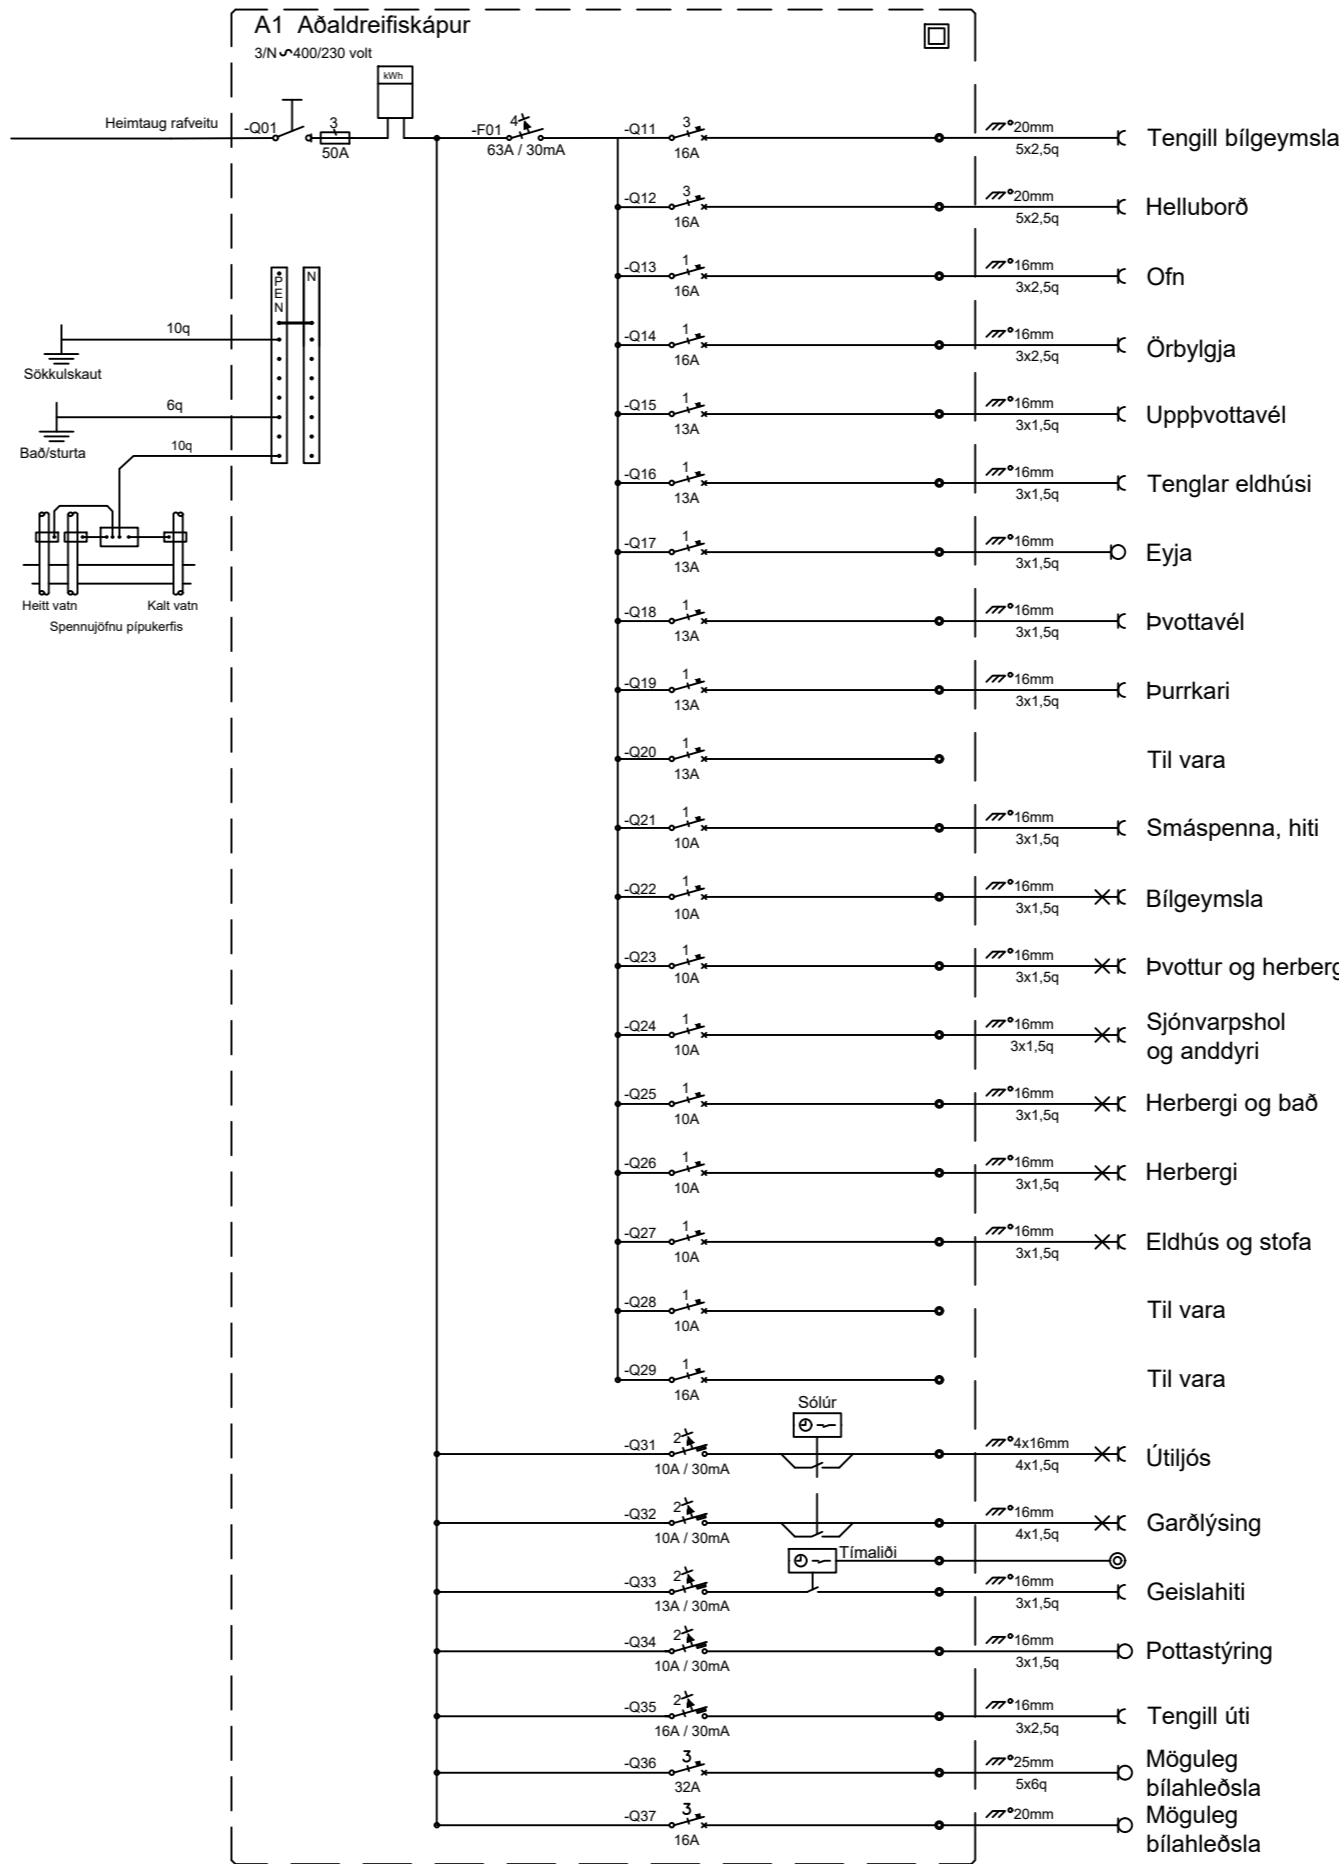 A1 Aðaldreifiskápur
3/N ∿ 400/230 volt
kWh
Heimtaug rafveitu
-Q01
3
50A
-F01
4
63A / 30mA
-Q11
3
16A
20mm
5x2,5q
Tengill bílgeymsla
-Q12
3
16A
20mm
5x2,5q
Helluborð
-Q13
1
16A
16mm
3x2,5q
Ofn
PEN
N
10q
Sökkulskaut
-Q14
1
16A
16mm
3x2,5q
Örbylgja
6q
Bað/sturta
10q
-Q15
1
13A
16mm
3x1,5q
Uppþvottavél
-Q16
1
13A
16mm
3x1,5q
Tenglar eldhúsi
-Q17
1
13A
16mm
3x1,5q
Eyja
Heitt vatn
Kalt vatn
Spennujöfnu pípukerfis
-Q18
1
13A
16mm
3x1,5q
Þvottavél
-Q19
1
13A
16mm
3x1,5q
Þurrkari
-Q20
1
13A
Til vara
-Q21
1
10A
16mm
3x1,5q
Smáspenna, hiti
-Q22
1
10A
16mm
3x1,5q
Bílgeymsla
-Q23
1
10A
16mm
3x1,5q
Þvottur og herberg
-Q24
1
10A
16mm
3x1,5q
Sjónvarpshol
og anddyri
-Q25
1
10A
16mm
3x1,5q
Herbergi og bað
-Q26
1
10A
16mm
3x1,5q
Herbergi
-Q27
1
10A
16mm
3x1,5q
Eldhús og stofa
-Q28
1
10A
Til vara
-Q29
1
16A
Til vara
Sólúr
-Q31
2
10A / 30mA
4x16mm
4x1,5q
Útiljós
-Q32
2
10A / 30mA
16mm
4x1,5q
Garðlýsing
Tímaliði
-Q33
2
13A / 30mA
16mm
3x1,5q
Geislahiti
-Q34
2
10A / 30mA
16mm
3x1,5q
Pottastýring
-Q35
2
16A / 30mA
16mm
3x2,5q
Tengill úti
-Q36
3
32A
25mm
5x6q
Möguleg
bílahleðsla
-Q37
3
16A
20mm
Möguleg
bílahleðsla